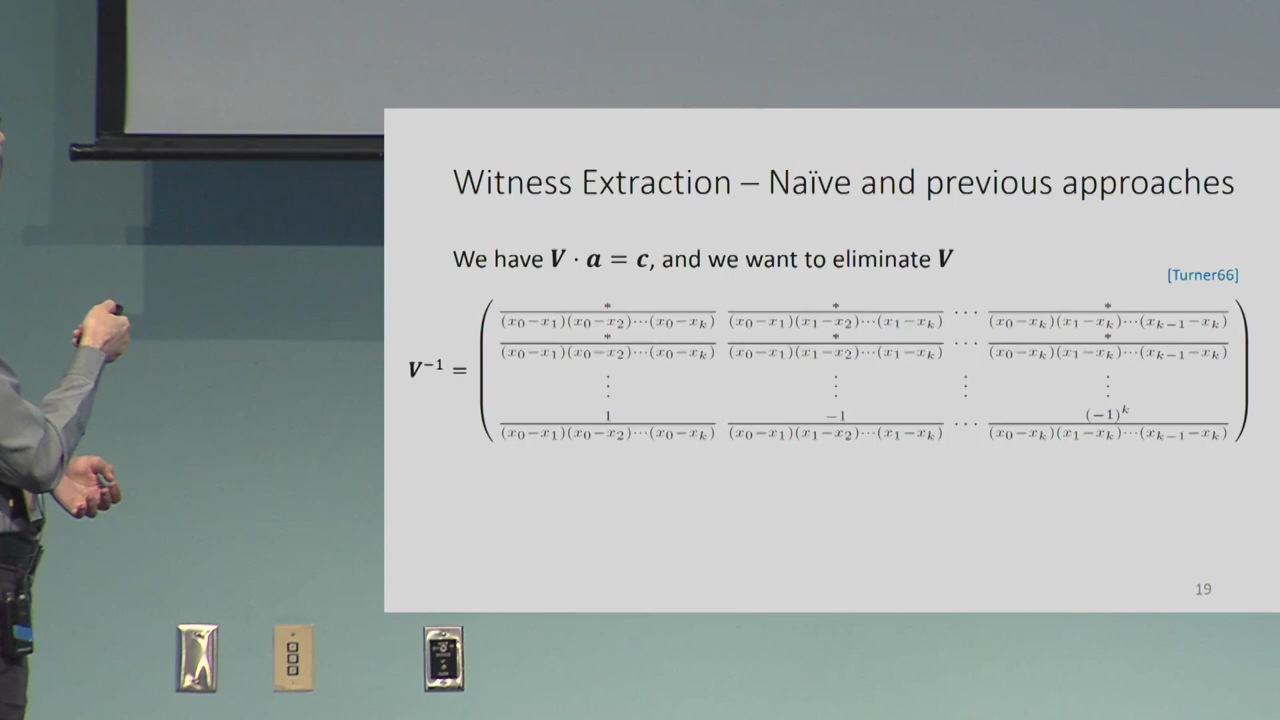 Witness Extraction – Naïve and previous approaches
We have V · a = c, and we want to eliminate V
[Turner66]
* * *
(x₀−x₁)(x₀−x₂)⋯(x₀−xₖ) (x₀−x₁)(x₁−x₂)⋯(x₁−xₖ) ⋯ (x₀−xₖ)(x₁−xₖ)⋯(xₖ₋₁−xₖ)
* * *
(x₀−x₁)(x₀−x₂)⋯(x₀−xₖ) (x₀−x₁)(x₁−x₂)⋯(x₁−xₖ) ⋯ (x₀−xₖ)(x₁−xₖ)⋯(xₖ₋₁−xₖ)
V⁻¹ =
⋮ ⋮ ⋮ ⋮
1 −1 (−1)ᵏ
(x₀−x₁)(x₀−x₂)⋯(x₀−xₖ) (x₀−x₁)(x₁−x₂)⋯(x₁−xₖ) ⋯ (x₀−xₖ)(x₁−xₖ)⋯(xₖ₋₁−xₖ)
19